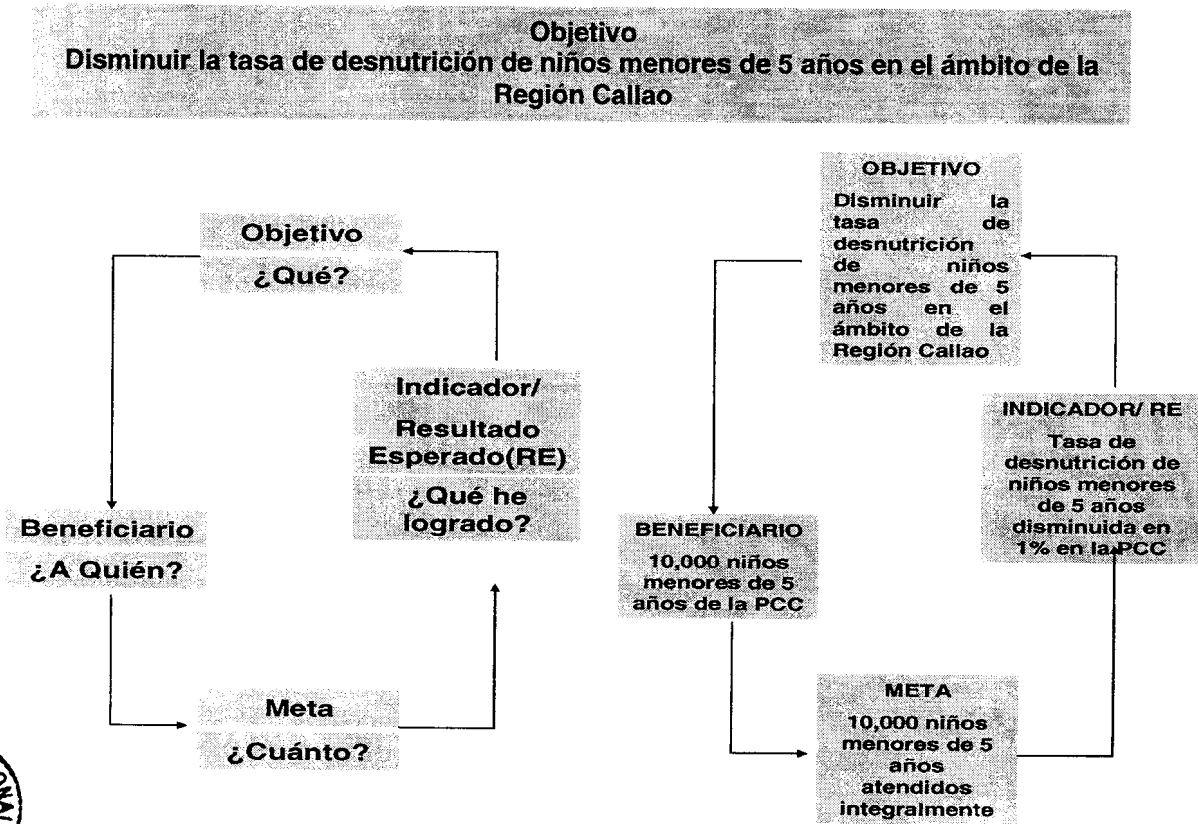 Objetivo
Disminuir la tasa de desnutrición de niños menores de 5 años en el ámbito de la
Región Callao
Objetivo
¿Qué?
Indicador/
Resultado
Esperado(RE)
¿Qué he
logrado?
Beneficiario
¿A Quién?
Meta
¿Cuánto?
OBJETIVO
Disminuir la
tasa de
desnutrición
de niños
menores de 5
años en el
ámbito de la
Región Callao
INDICADOR/ RE
Tasa de
desnutrición de
niños menores
de 5 años
disminuida en
1% en la PCC
BENEFICIARIO
10,000 niños
menores de 5
años de la PCC
META
10,000 niños
menores de 5
años
atendidos
integralmente